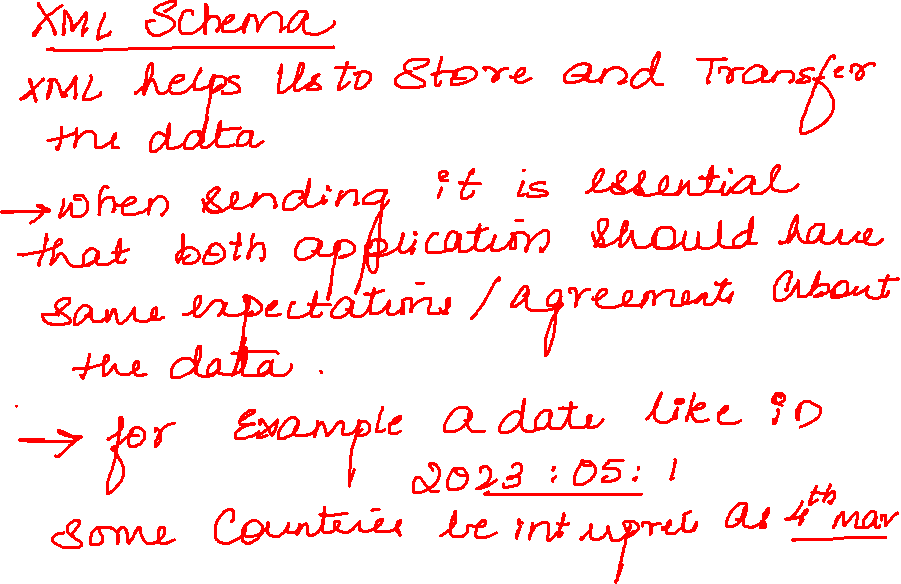 XML Schema
XML helps Us to Store and Transfer
the data
→ when sending it is essential
that both application should have
same expectations / agreements about
the data.
→ for Example a date like in
2023 : 05 : 1
Some Countries be intupret as 4th mar